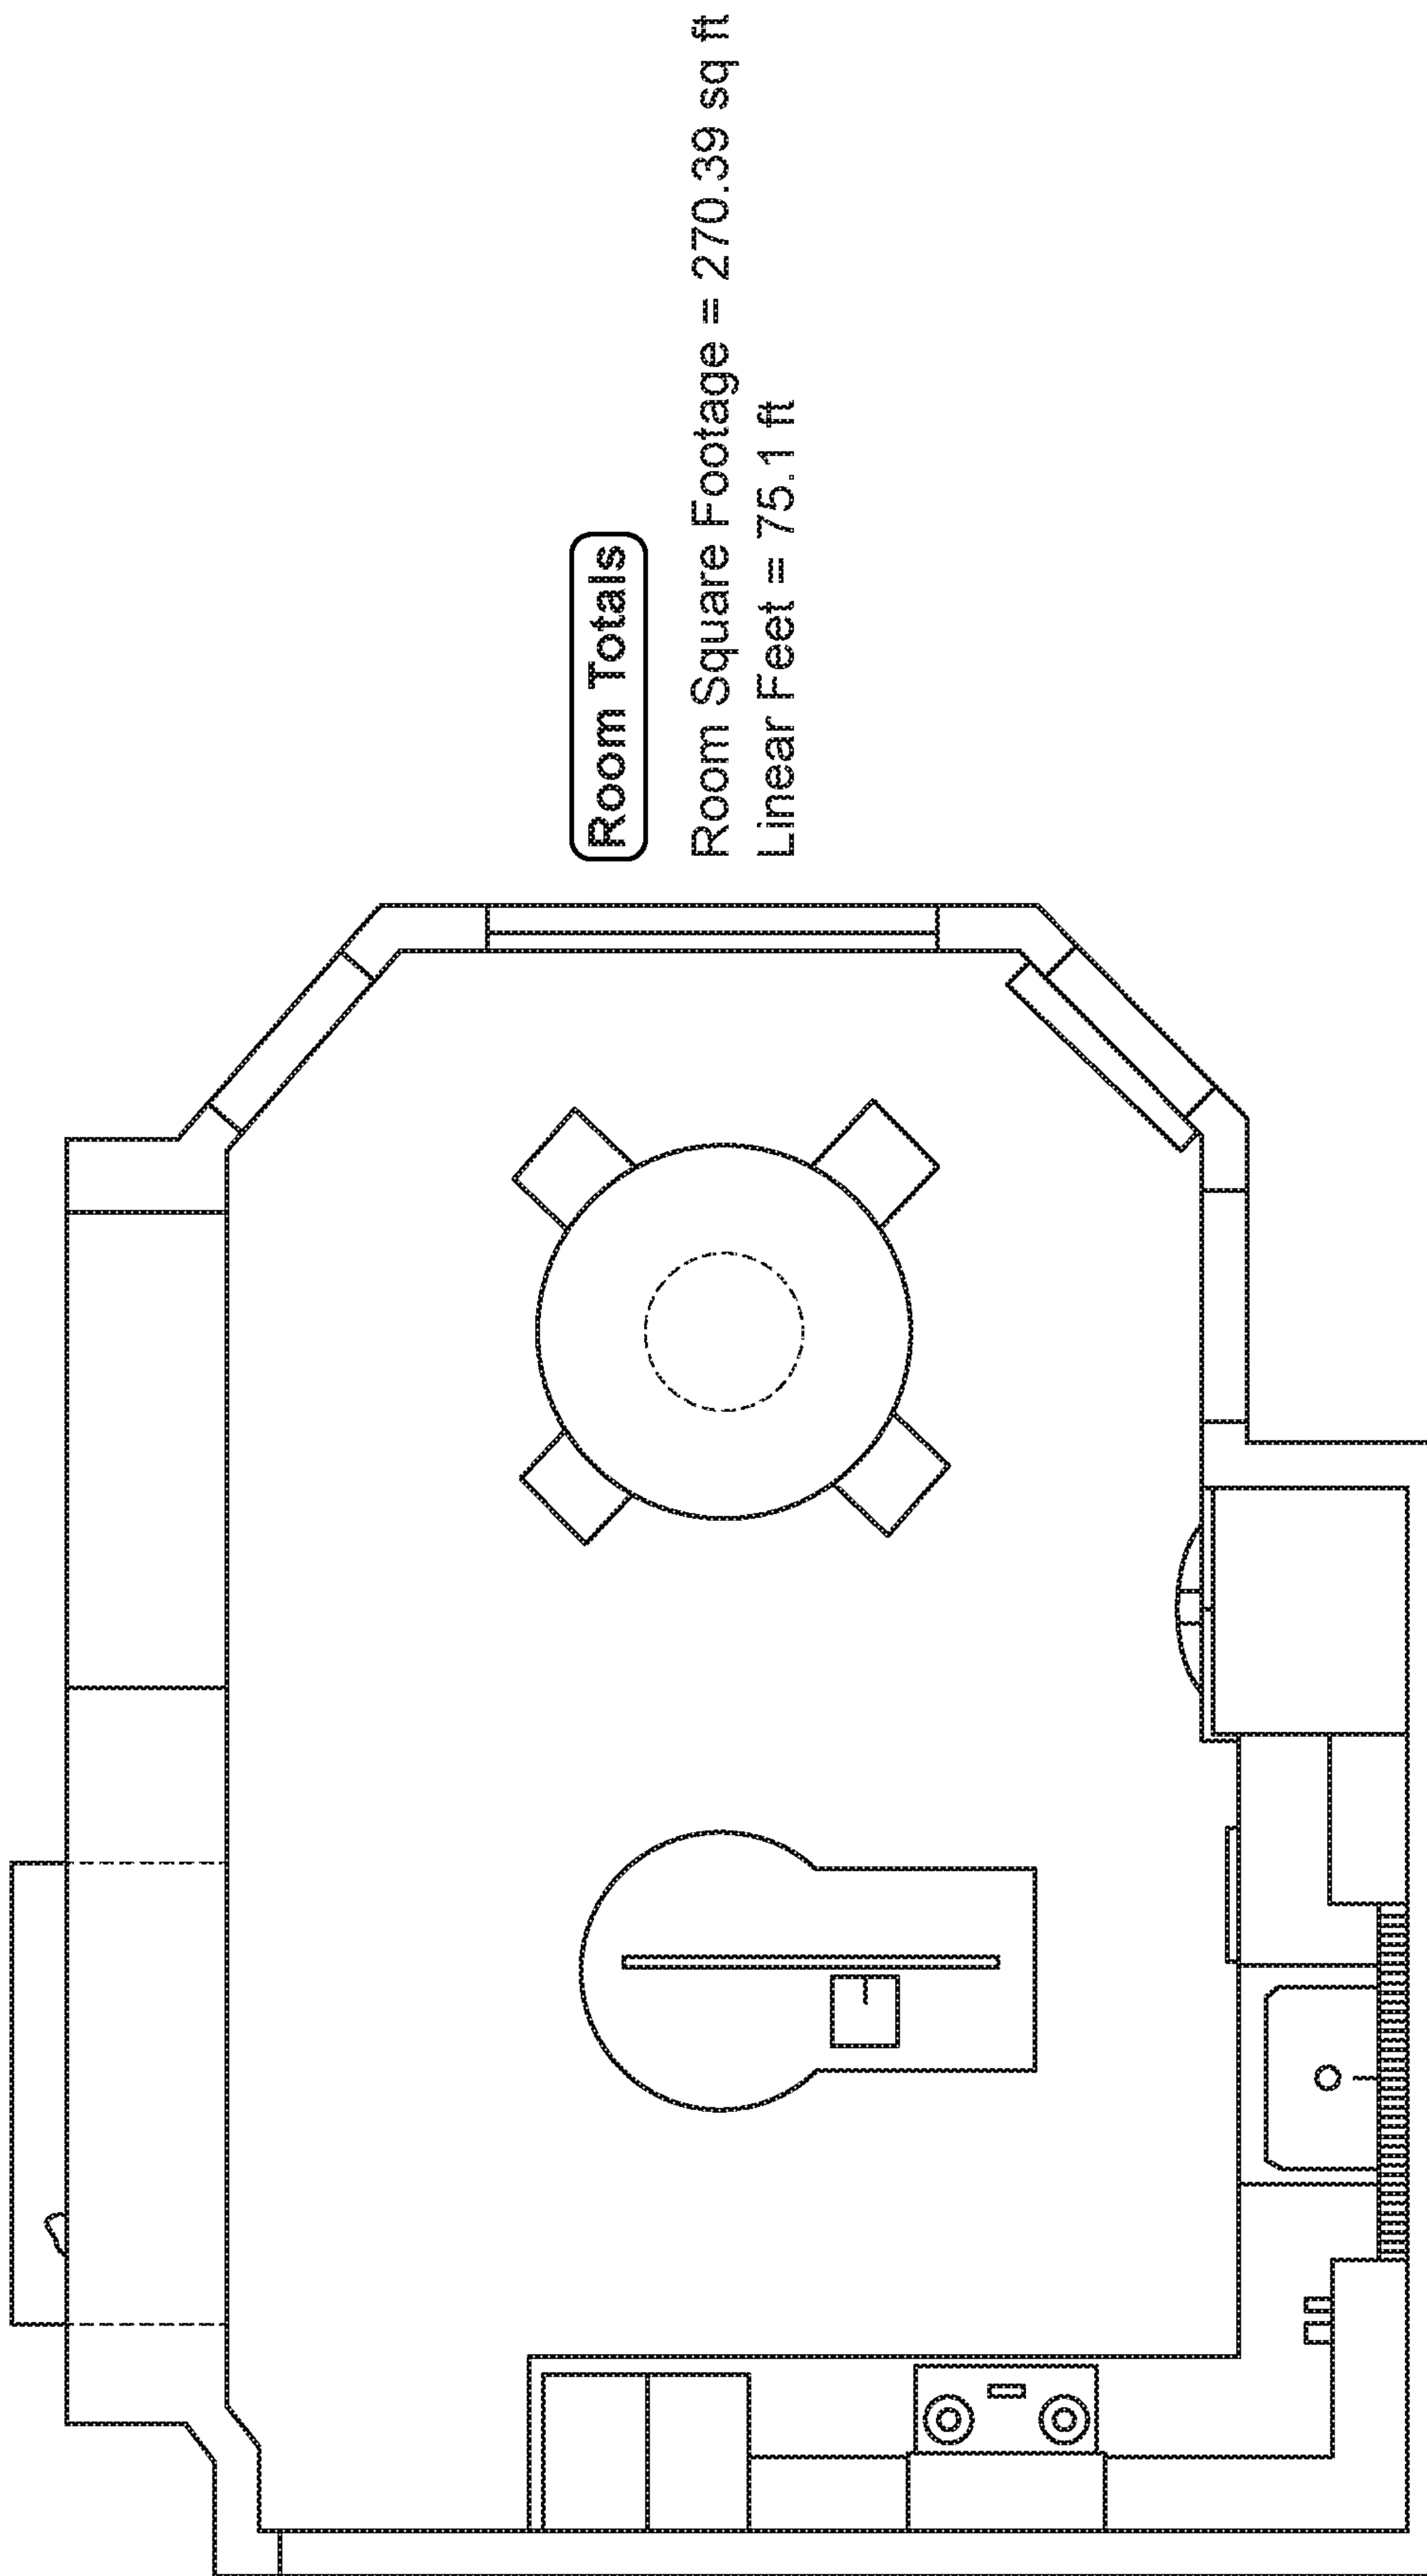 Room Totals
Room Square Footage = 270.39 sq ft
Linear Feet = 75.1 ft